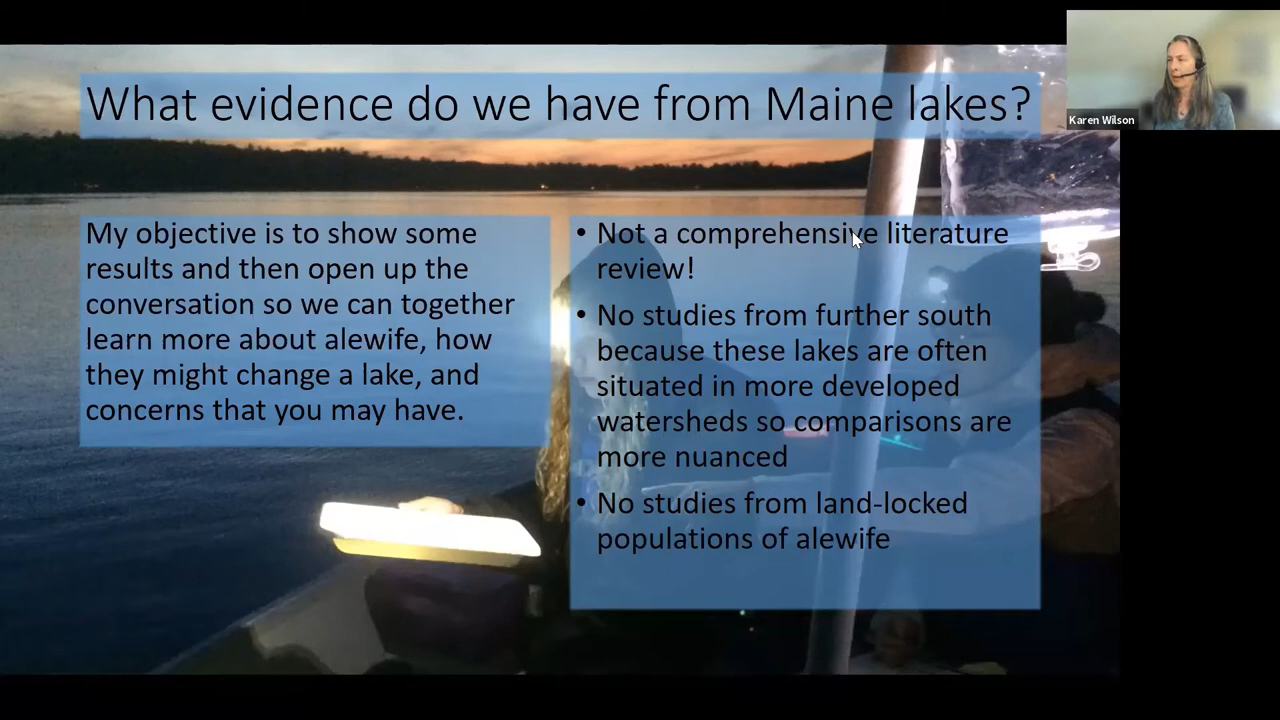 What evidence do we have from Maine lakes?
Karen Wilson
My objective is to show some
results and then open up the
conversation so we can together
learn more about alewife, how
they might change a lake, and
concerns that you may have.
• Not a comprehensive literature
review!
• No studies from further south
because these lakes are often
situated in more developed
watersheds so comparisons are
more nuanced
• No studies from land-locked
populations of alewife